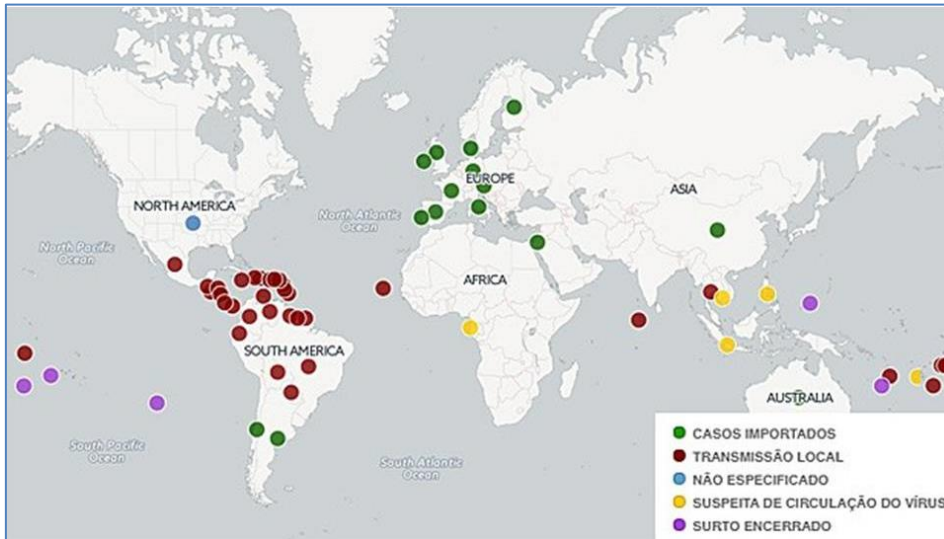 NORTH AMERICA
North Pacific
Ocean
North Atlantic
Ocean
EUROPE
ASIA
AFRICA
SOUTH AMERICA
AUSTRALIA
South Pacific
Ocean
South Atlantic
Ocean
CASOS IMPORTADOS
TRANSMISSÃO LOCAL
NÃO ESPECIFICADO
SUSPEITA DE CIRCULAÇÃO DO VÍRUS
SURTO ENCERRADO